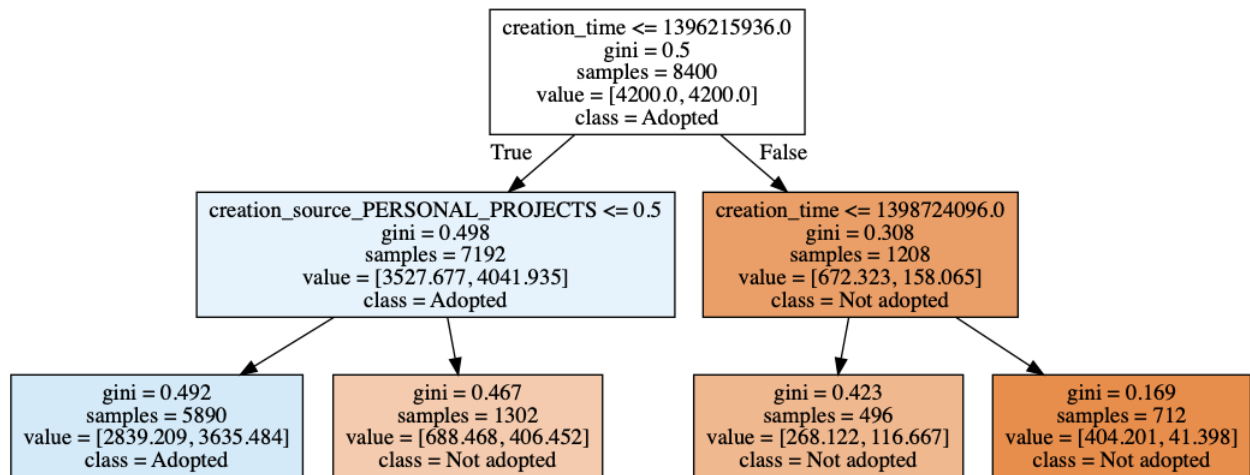 creation_time <= 1396215936.0
gini = 0.5
samples = 8400
value = [4200.0, 4200.0]
class = Adopted
True
False
creation_source_PERSONAL_PROJECTS <= 0.5
gini = 0.498
samples = 7192
value = [3527.677, 4041.935]
class = Adopted
creation_time <= 1398724096.0
gini = 0.308
samples = 1208
value = [672.323, 158.065]
class = Not adopted
gini = 0.492
samples = 5890
value = [2839.209, 3635.484]
class = Adopted
gini = 0.467
samples = 1302
value = [688.468, 406.452]
class = Not adopted
gini = 0.423
samples = 496
value = [268.122, 116.667]
class = Not adopted
gini = 0.169
samples = 712
value = [404.201, 41.398]
class = Not adopted